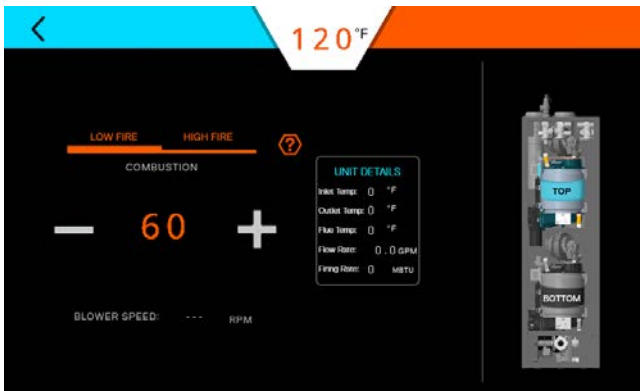 120°F
LOW FIRE HIGH FIRE ?
COMBUSTION
60
BLOWER SPEED: --- RPM
UNIT DETAILS
Inlet Temp: 0 °F
Outlet Temp: 0 °F
Flue Temp: 0 °F
Flow Rate: 0.0 GPM
Firing Rate: 0 MBTU
TOP
BOTTOM